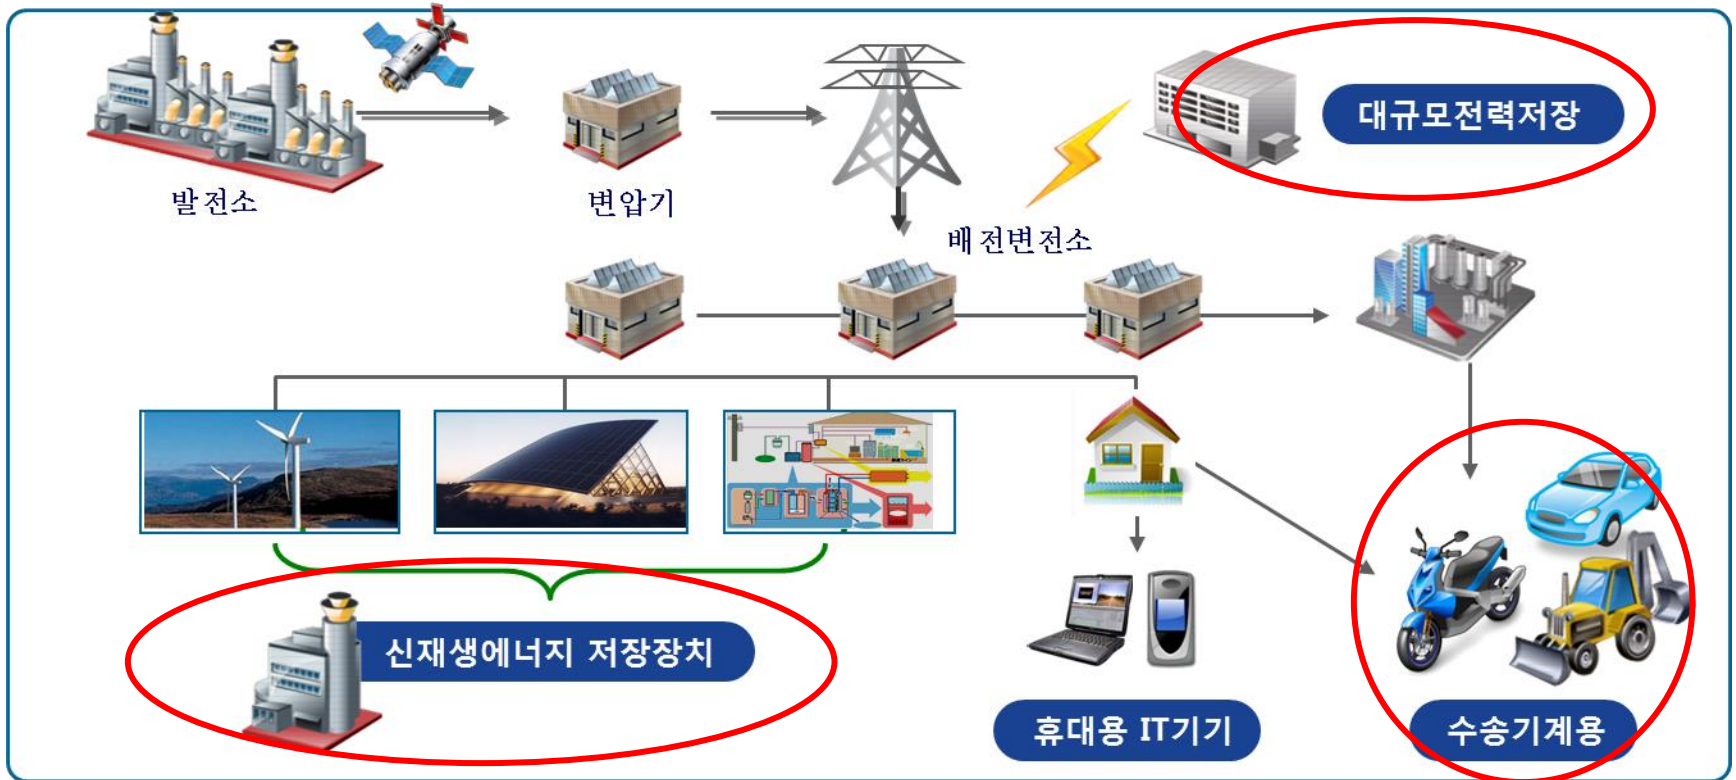 대규모전력저장
발전소
변압기
배전변전소
신재생에너지 저장장치
휴대용 IT기기
수송기계용